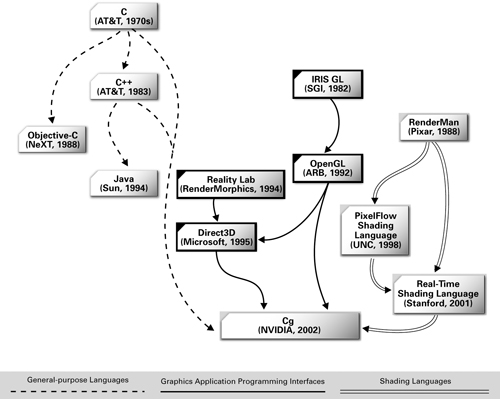 C
(AT&T, 1970s)
C++
(AT&T, 1983)
IRIS GL
(SGI, 1982)
RenderMan
(Pixar, 1988)
Objective-C
(NeXT, 1988)
Java
(Sun, 1994)
Reality Lab
(RenderMorphics, 1994)
OpenGL
(ARB, 1992)
PixelFlow
Shading
Language
(UNC, 1998)
Direct3D
(Microsoft, 1995)
Real-Time
Shading Language
(Stanford, 2001)
Cg
(NVIDIA, 2002)
General-purpose Languages
Graphics Application Programming Interfaces
Shading Languages